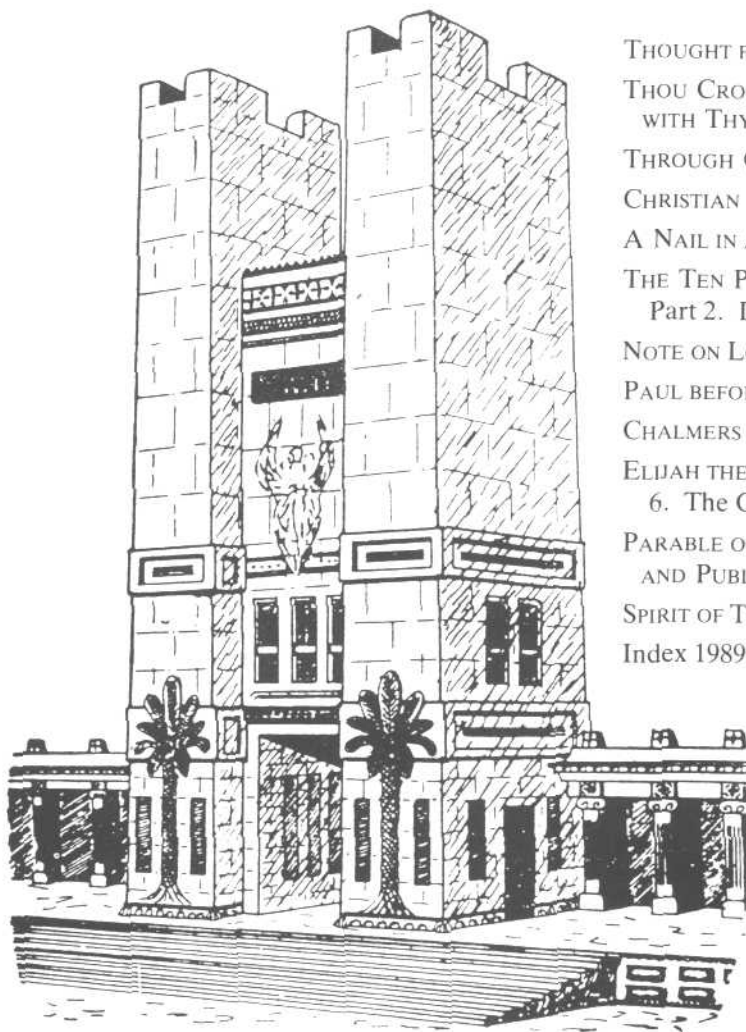 THOUGHT
THOU CRO
WITH THY
THROUGH
CHRISTIAN
A NAIL IN
THE TEN P
Part 2. I
NOTE ON L
PAUL BEFO
CHALMERS
ELIJAH THE
6. The
PARABLE O
AND PUBL
SPIRIT OF T
Index 1989